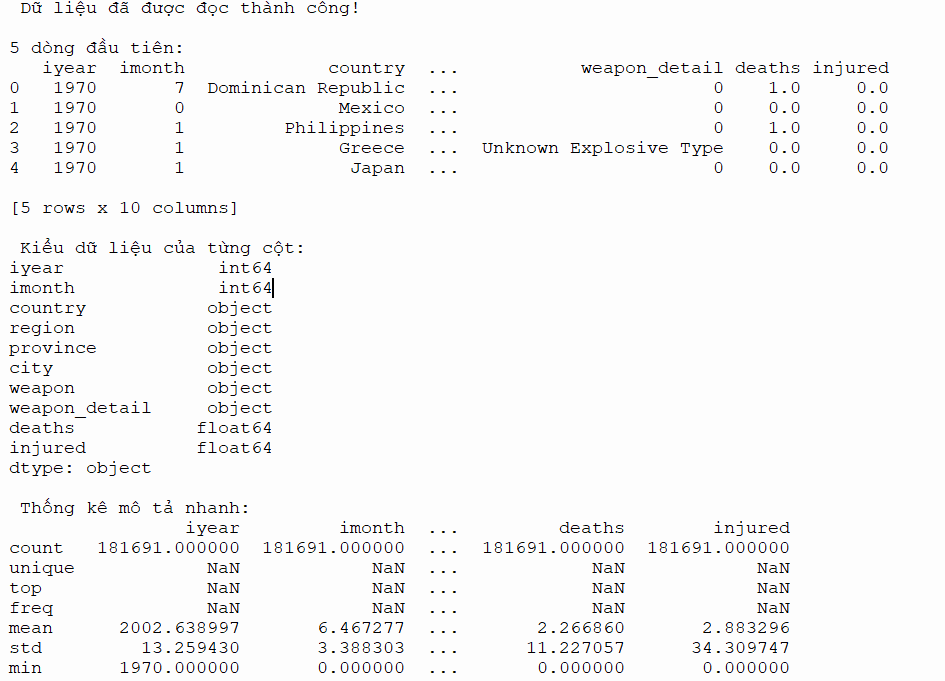 Dữ liệu đã được đọc thành công!
5 dòng đầu tiên:
iyear imonth country ... weapon_detail deaths injured
0 1970 7 Dominican Republic ... 0 1.0 0.0
1 1970 0 Mexico ... 0 0.0 0.0
2 1970 1 Philippines ... 0 1.0 0.0
3 1970 1 Greece ... Unknown Explosive Type 0.0 0.0
4 1970 1 Japan ... 0 0.0 0.0
[5 rows x 10 columns]
Kiểu dữ liệu của từng cột:
iyear int64
imonth int64
country object
region object
province object
city object
weapon object
weapon_detail object
deaths float64
injured float64
dtype: object
Thống kê mô tả nhanh:
iyear imonth ... deaths injured
count 181691.000000 181691.000000 ... 181691.000000 181691.000000
unique NaN NaN ... NaN NaN
top NaN NaN ... NaN NaN
freq NaN NaN ... NaN NaN
mean 2002.638997 6.467277 ... 2.266860 2.883296
std 13.259430 3.388303 ... 11.227057 34.309747
min 1970.000000 0.000000 ... 0.000000 0.000000